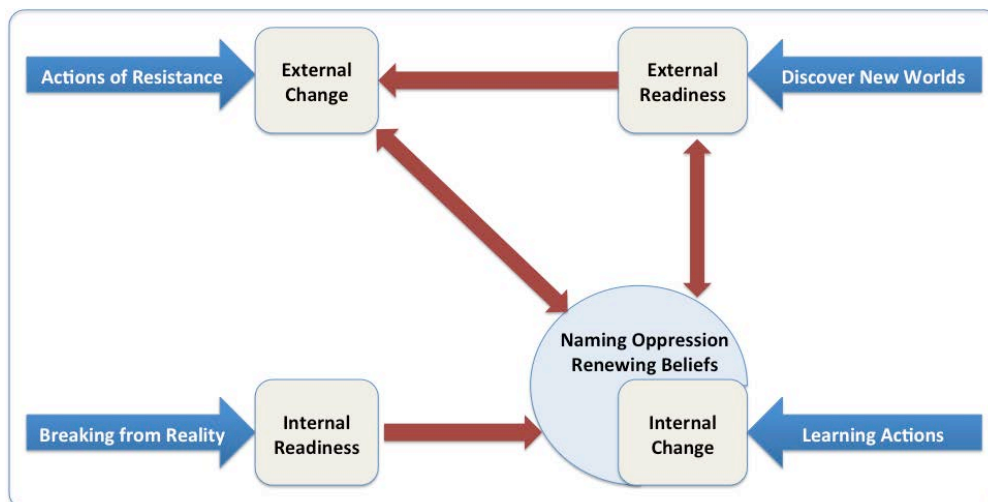 Actions of Resistance
External
Change
External
Readiness
Discover New Worlds
Naming Oppression
Renewing Beliefs
Breaking from Reality
Internal
Readiness
Internal
Change
Learning Actions